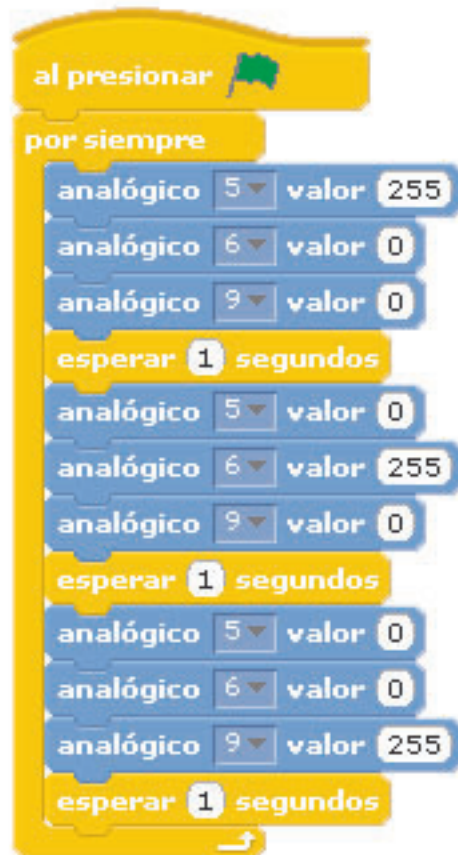 al presionar
por siempre
analógico 5 valor 255
analógico 6 valor 0
analógico 9 valor 0
esperar 1 segundos
analógico 5 valor 0
analógico 6 valor 255
analógico 9 valor 0
esperar 1 segundos
analógico 5 valor 0
analógico 6 valor 0
analógico 9 valor 255
esperar 1 segundos